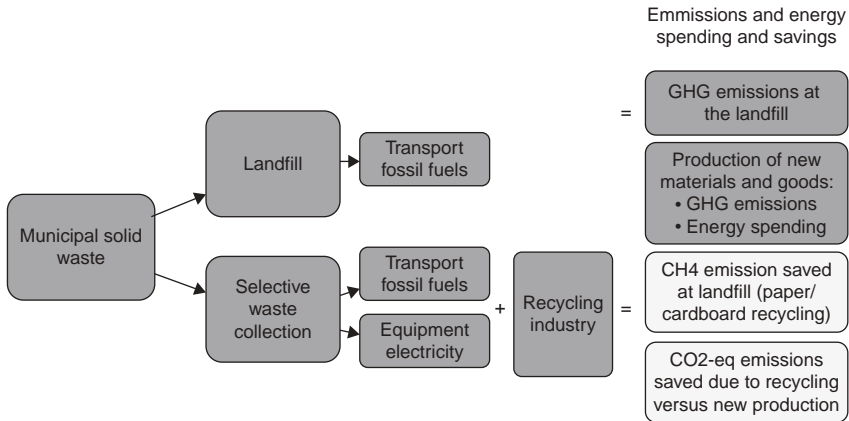 Emmissions and energy
spending and savings
GHG emissions at
the landfill
=
Landfill
Transport
fossil fuels
Production of new
materials and goods:
• GHG emissions
• Energy spending
Municipal solid
waste
Selective
waste
collection
Transport
fossil fuels
Equipment
electricity
+
Recycling
industry
=
CH4 emission saved
at landfill (paper/
cardboard recycling)
CO2-eq emissions
saved due to recycling
versus new production